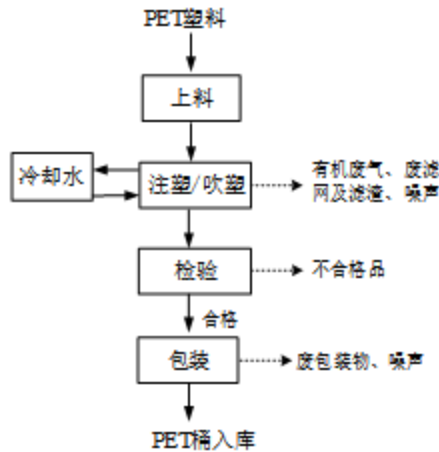 PET塑料
上料
冷却水
注塑/吹塑
有机废气、废滤
网及滤渣、噪声
检验
不合格品
合格
包装
废包装物、噪声
PET桶入库